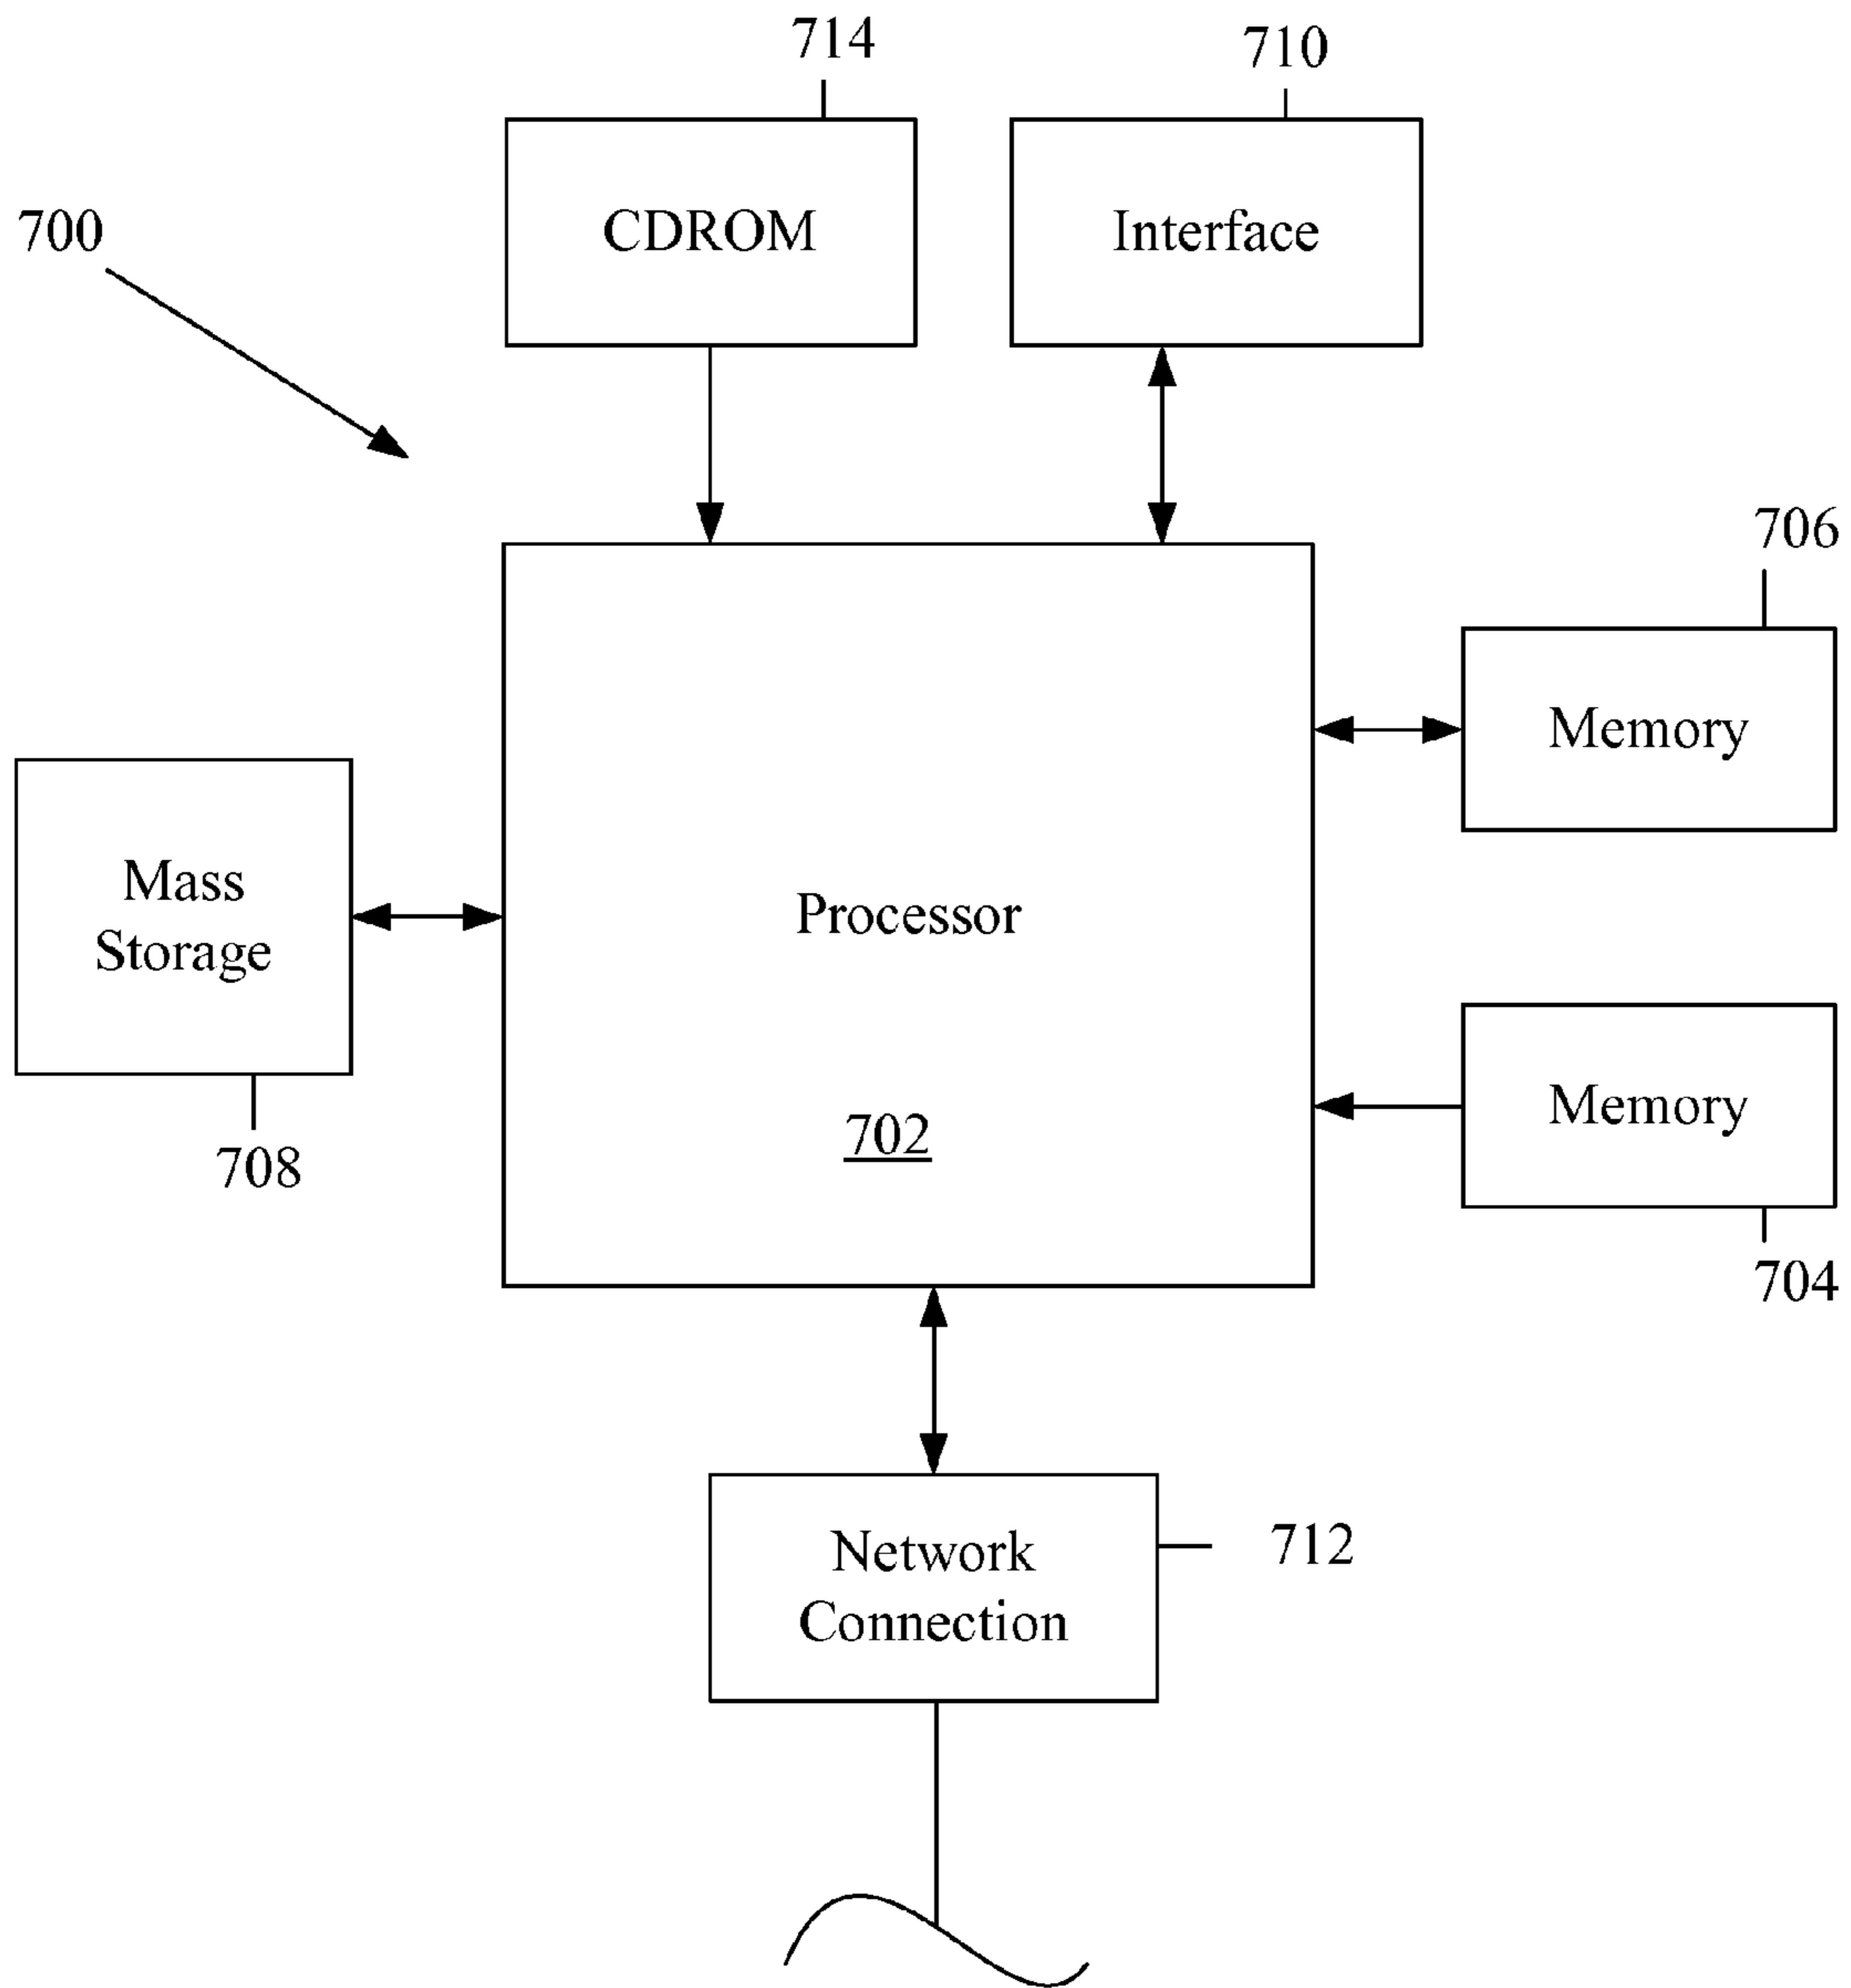 714
710
700
CDROM
Interface
706
Memory
Mass
Storage
Processor
Memory
702
708
704
Network
Connection
712